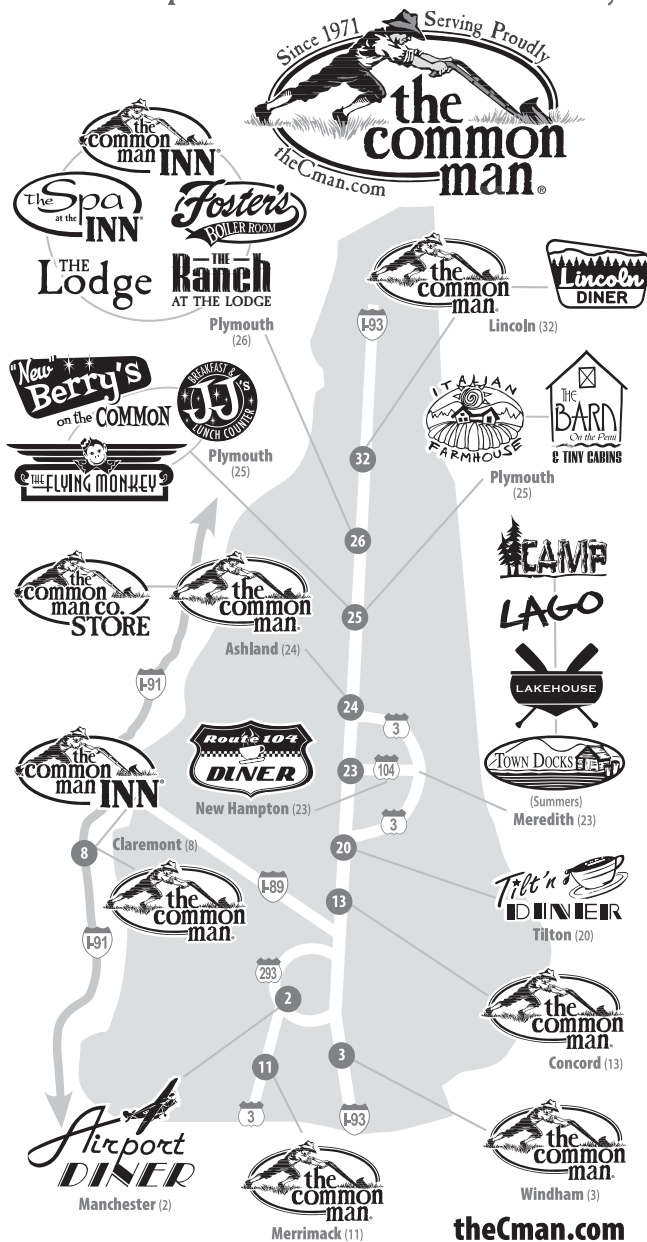 Since 1971
Serving Proudly
the
common
man®
theCman.com
the
common
man INN®
The Spa
at the
INN®
Foster's
BOILER ROOM
THE
Lodge
THE
Ranch
AT THE LODGE
Plymouth
(26)
the
common
man®
Lincoln
DINER
Lincoln (32)
I-93
"New"
Berry's
on the COMMON
BREAKFAST &
JJ's
LUNCH COUNTER
THE FLYING MONKEY
Plymouth
(25)
ITALIAN
FARMHOUSE
THE
BARN
On the Pemi
& TINY CABINS
Plymouth
(25)
32
26
25
the
common
man co.
STORE
the
common
man®
Ashland (24)
CAMP
LAGO
LAKEHOUSE
TOWN DOCKS
(Summers)
Meredith (23)
I-91
24
3
23
104
3
20
the
common
man INN®
Route 104
DINER
New Hampton (23)
Claremont (8)
8
the
common
man®
I-89
13
Tilt'n
DINER
Tilton (20)
I-91
293
2
the
common
man®
Concord (13)
11
3
3
I-93
Airport
DINER
Manchester (2)
the
common
man®
Merrimack (11)
the
common
man®
Windham (3)
theCman.com